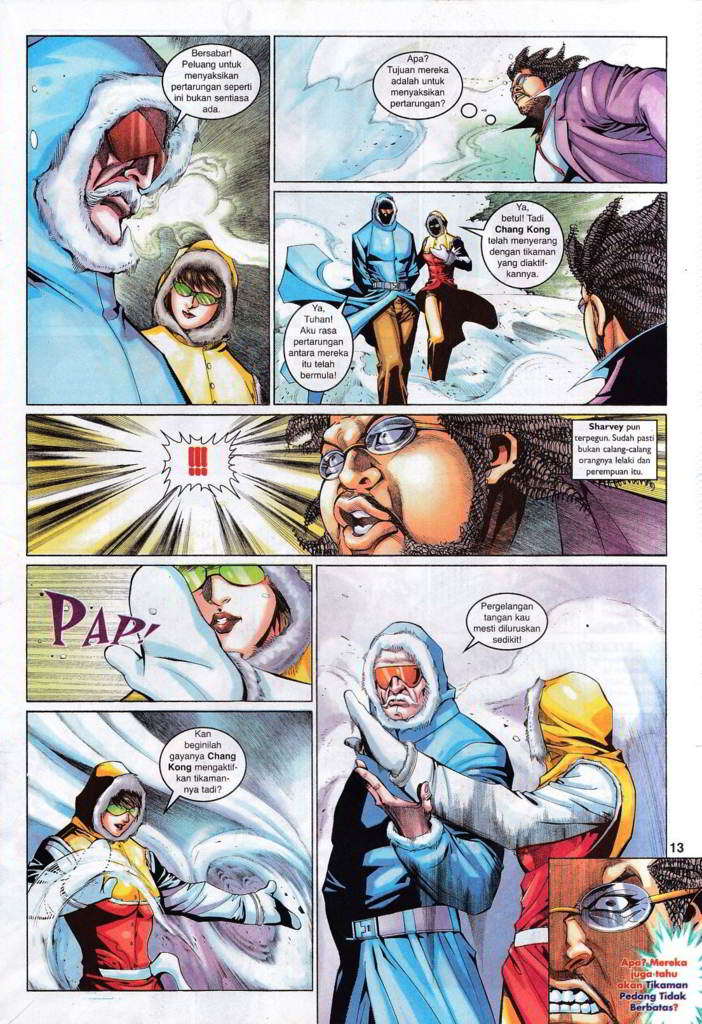 Bersabar!
Peluang untuk
menyaksikan
pertarungan seperti
ini bukan sentiasa
ada.
Apa?
Tujuan mereka
adalah untuk
menyaksikan
pertarungan?
Ya,
betul! Tadi
Chang Kong
telah menyerang
dengan tikaman
yang diaktif-
kannya.
Ya,
Tuhan!
Aku rasa
pertarungan
antara mereka
itu telah
bermula!
!!!
Sharvey pun
terpegun. Sudah pasti
bukan calang-calang
orangnya lelaki dan
perempuan itu.
PAP!
Pergelangan
tangan kau
mesti diluruskan
sedikit!
Kan
beginilah
gayanya Chang
Kong mengaktif-
kan tikaman-
nya tadi?
13
Apa? Mereka
juga tahu
akan Tikaman
Pedang Tidak
Berbatas?